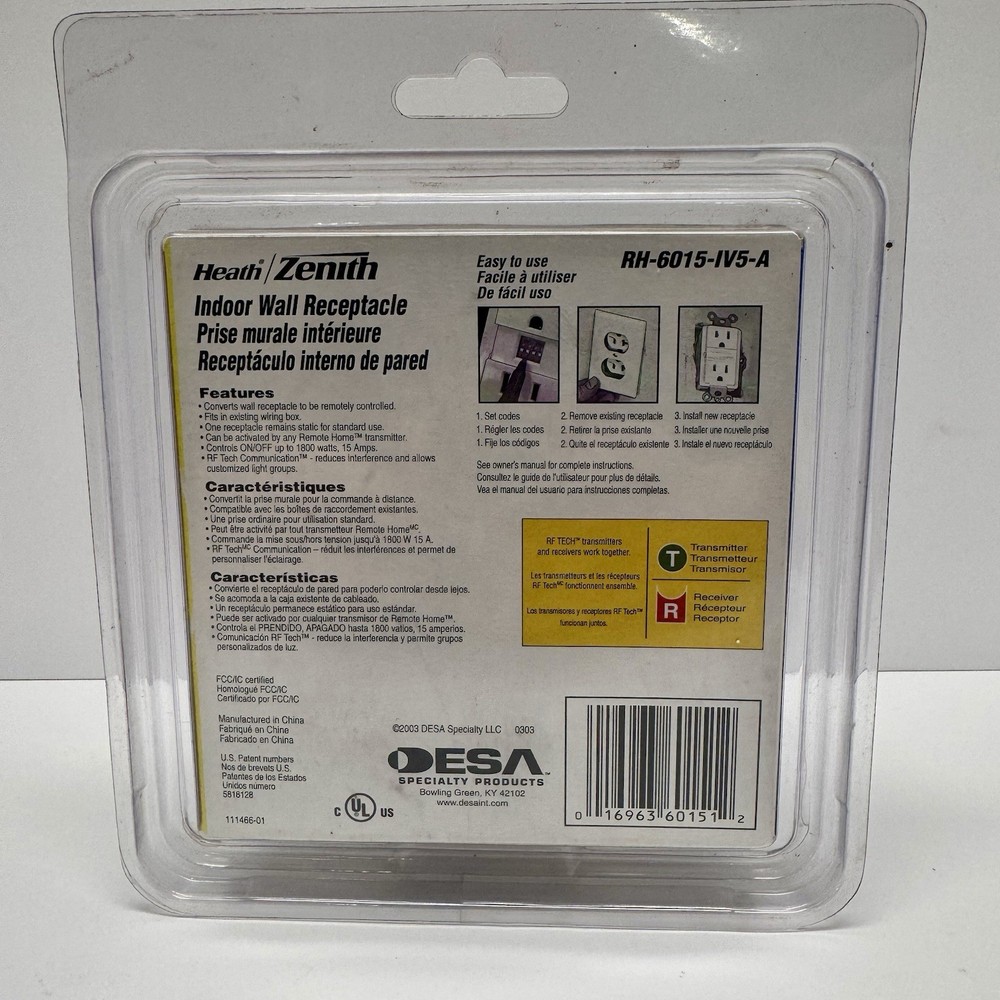 Heath®/Zenith
Indoor Wall Receptacle
Prise murale intérieure
Receptáculo interno de pared
Features
• Converts wall receptacle to be remotely controlled.
• Fits in existing wiring box.
• One receptacle remains static for standard use.
• Can be activated by any Remote Home™ transmitter.
• Controls ON/OFF up to 1800 watts, 15 Amps.
• RF Tech Communication™ - reduces interference and allows
customized light groups.
Caractéristiques
• Convertit la prise murale pour la commande à distance.
• Compatible avec les boîtes de raccordement existantes.
• Une prise ordinaire pour utilisation standard.
• Peut être activité par tout transmetteur Remote Home^MC.
• Commande la mise sous/hors tension jusqu'à 1800 W 15 A.
• RF Tech^MC Communication – réduit les interférences et permet de
personnaliser l'éclairage.
Características
• Convierte el receptáculo de pared para poderlo controlar desde lejos.
• Se acomoda a la caja existente de cableado.
• Un receptáculo permanece estático para uso estándar.
• Puede ser activado por cualquier transmisor de Remote Home™.
• Controla el PRENDIDO, APAGADO hasta 1800 vatios, 15 amperios.
• Comunicación RF Tech™ - reduce la interferencia y permite grupos
personalizados de luz.
FCC/IC certified
Homologué FCC/IC
Certificado por FCC/IC
Manufactured in China
Fabriqué en Chine
Fabricado en China
U.S. Patent numbers
Nos de brevets U.S.
Patentes de los Estados
Unidos número
5818128
C UL US
111466-01
Easy to use
Facile à utiliser
De fácil uso
RH-6015-IV5-A
1. Set codes
1. Régler les codes
1. Fije los códigos
2. Remove existing receptacle
2. Retirer la prise existante
2. Quite el receptáculo existente
3. Install new receptacle
3. Installer une nouvelle prise
3. Instale el nuevo receptáculo
See owner's manual for complete instructions.
Consultez le guide de l'utilisateur pour plus de détails.
Vea el manual del usuario para instrucciones completas.
RF TECH™ transmitters
and receivers work together.
Les transmetteurs et les récepteurs
RF Tech^MC fonctionnent ensemble.
Los transmisores y receptores RF Tech™
funcionan juntos.
T
Transmitter
Transmetteur
Transmisor
R
Receiver
Récepteur
Receptor
©2003 DESA Specialty LLC 0303
DESA™
SPECIALTY PRODUCTS
Bowling Green, KY 42102
www.desaint.com
0 16963 60151 2